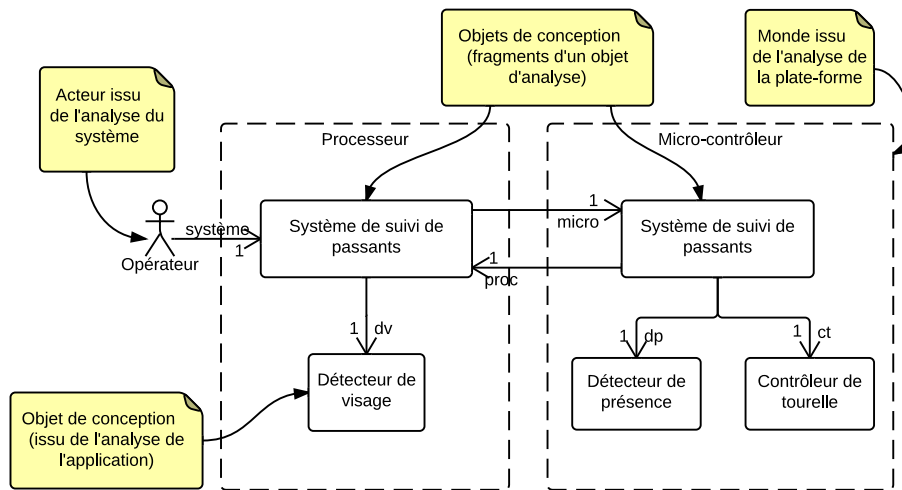 Objets de conception
(fragments d'un objet
d'analyse)
Monde issu
de l'analyse de
la plate-forme
Acteur issu
de l'analyse du
système
Processeur
Micro-contrôleur
système
1
Opérateur
Système de suivi de
passants
1
micro
1
proc
Système de suivi de
passants
1 dv
1 dp
1 ct
Détecteur de
visage
Détecteur de
présence
Contrôleur de
tourelle
Objet de conception
(issu de l'analyse de
l'application)